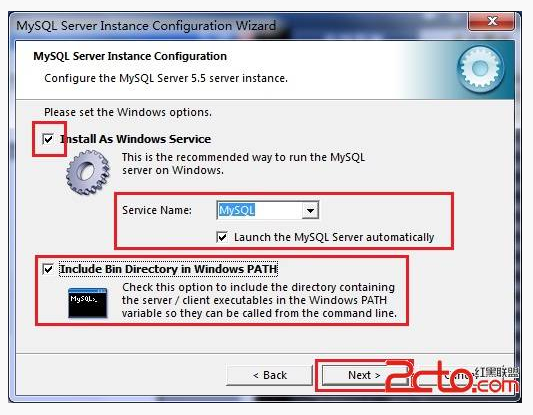 MySQL Server Instance Configuration Wizard
MySQL Server Instance Configuration
Configure the MySQL Server 5.5 server instance.
Please set the Windows options.
Install As Windows Service
This is the recommended way to run the MySQL
server on Windows.
Service Name: MySQL
Launch the MySQL Server automatically
Include Bin Directory in Windows PATH
Check this option to include the directory containing
the server / client executables in the Windows PATH
variable so they can be called from the command line.
MySQL>_
< Back Next >
2cto.com 红黑联盟